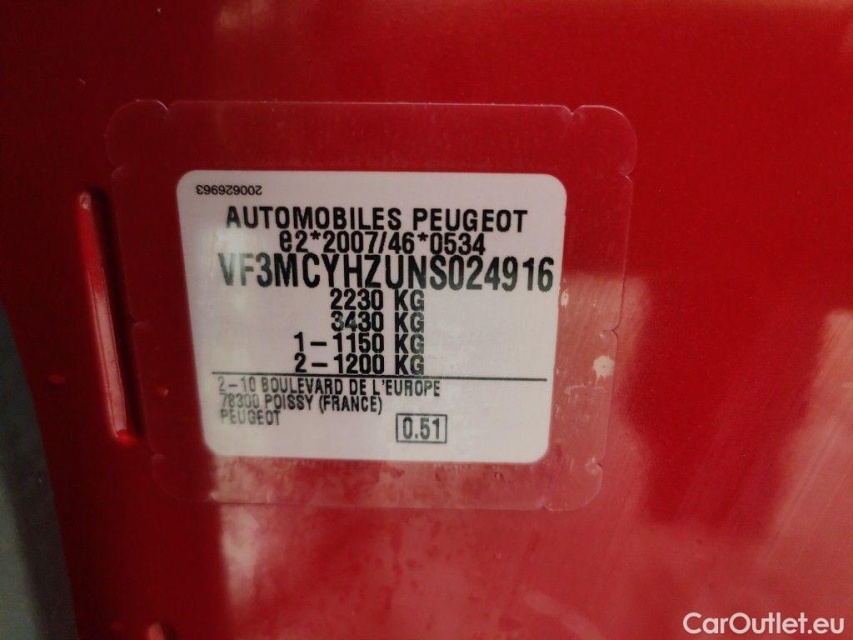 200626963
AUTOMOBILES PEUGEOT
e2*2007/46*0534
VF3MCYHZUNS024916
2230 KG
3430 KG
1-1150 KG
2-1200 KG
2-10 BOULEVARD DE L'EUROPE
78300 POISSY (FRANCE)
PEUGEOT
0.51
CarOutlet.eu